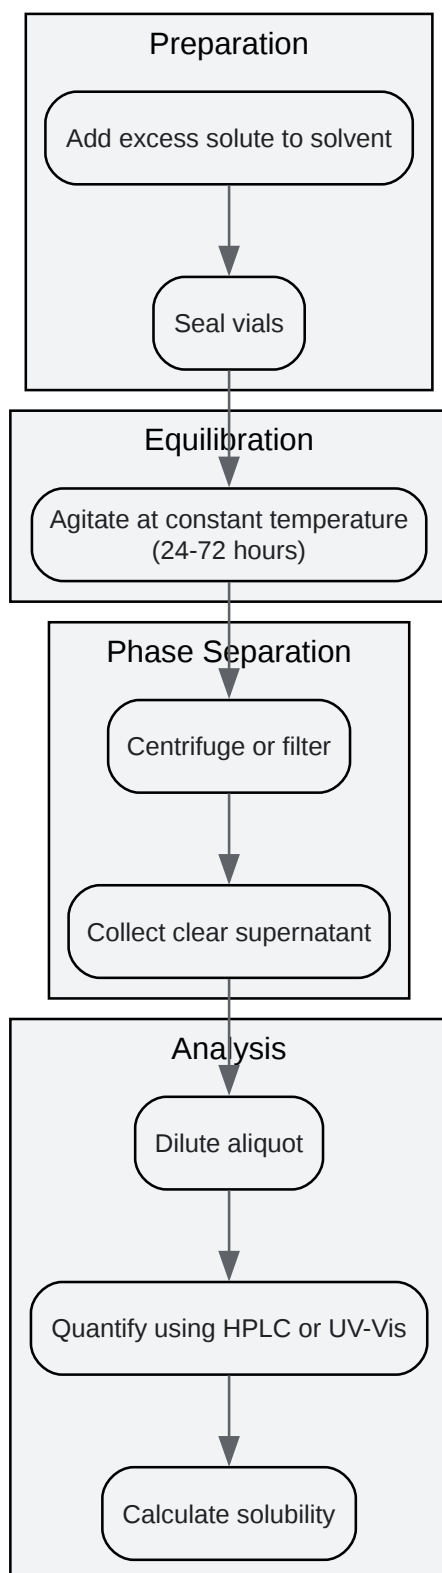 Preparation
Add excess solute to solvent
Seal vials
Equilibration
Agitate at constant temperature
(24-72 hours)
Phase Separation
Centrifuge or filter
Collect clear supernatant
Analysis
Dilute aliquot
Quantify using HPLC or UV-Vis
Calculate solubility